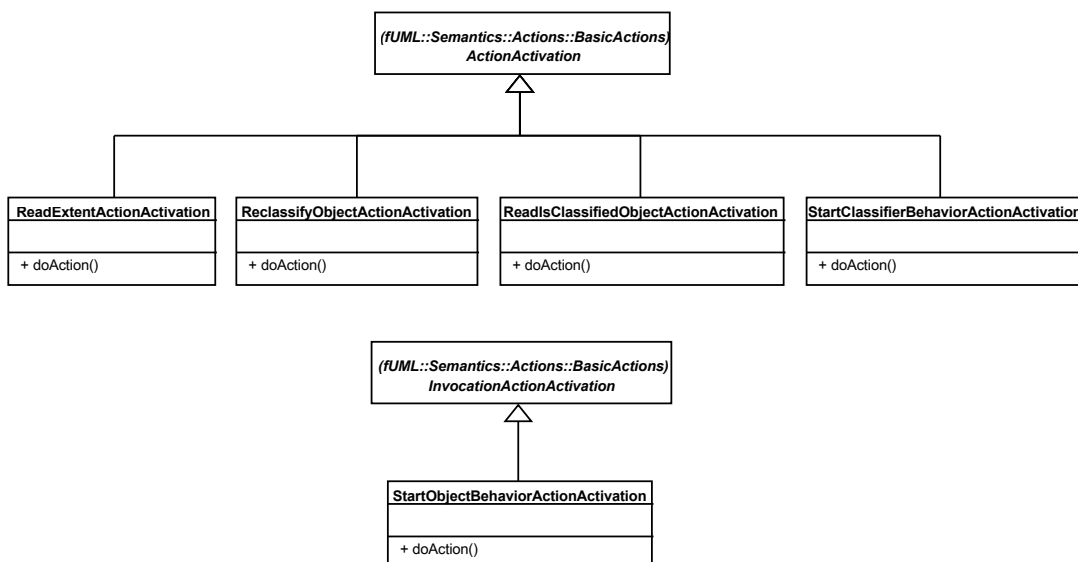 (fUML::Semantics::Actions::BasicActions)
ActionActivation
ReadExtentActionActivation
+ doAction()
ReclassifyObjectActionActivation
+ doAction()
ReadIsClassifiedObjectActionActivation
+ doAction()
StartClassifierBehaviorActionActivation
+ doAction()
(fUML::Semantics::Actions::BasicActions)
InvocationActionActivation
StartObjectBehaviorActionActivation
+ doAction()